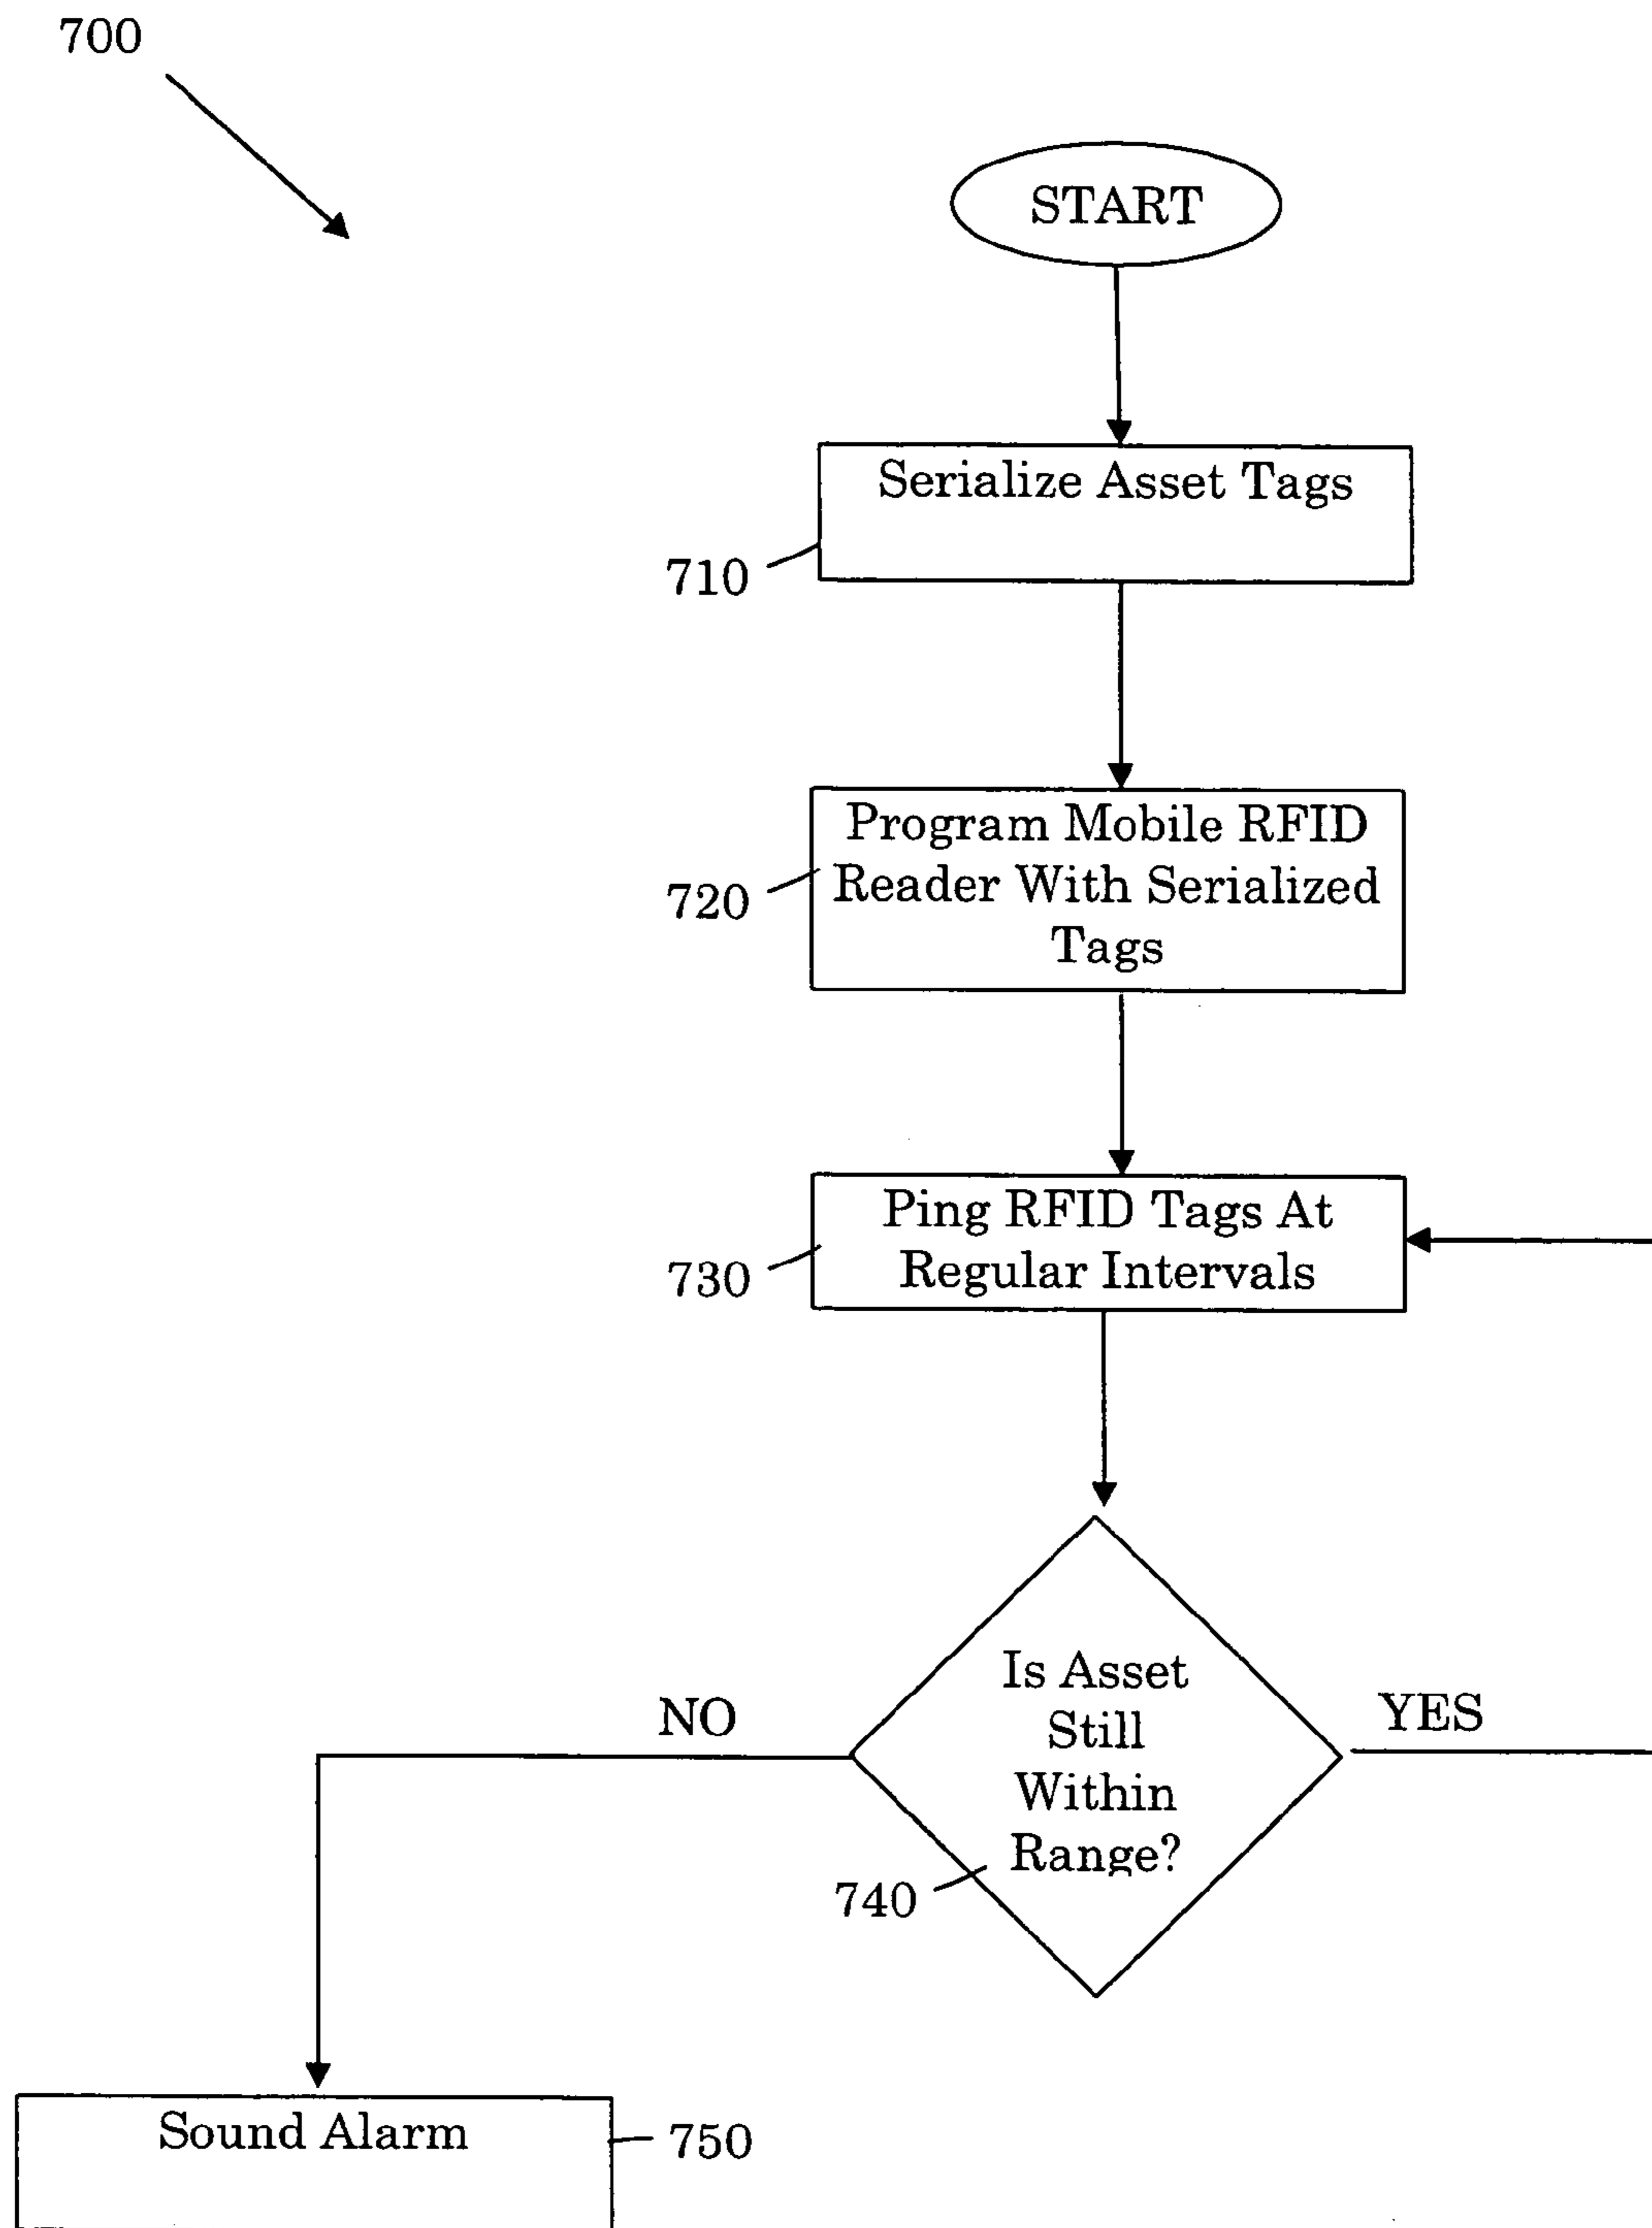 700
START
Serialize Asset Tags
710
Program Mobile RFID
Reader With Serialized
Tags
720
Ping RFID Tags At
Regular Intervals
730
Is Asset
Still
Within
Range?
740
NO
YES
Sound Alarm
750